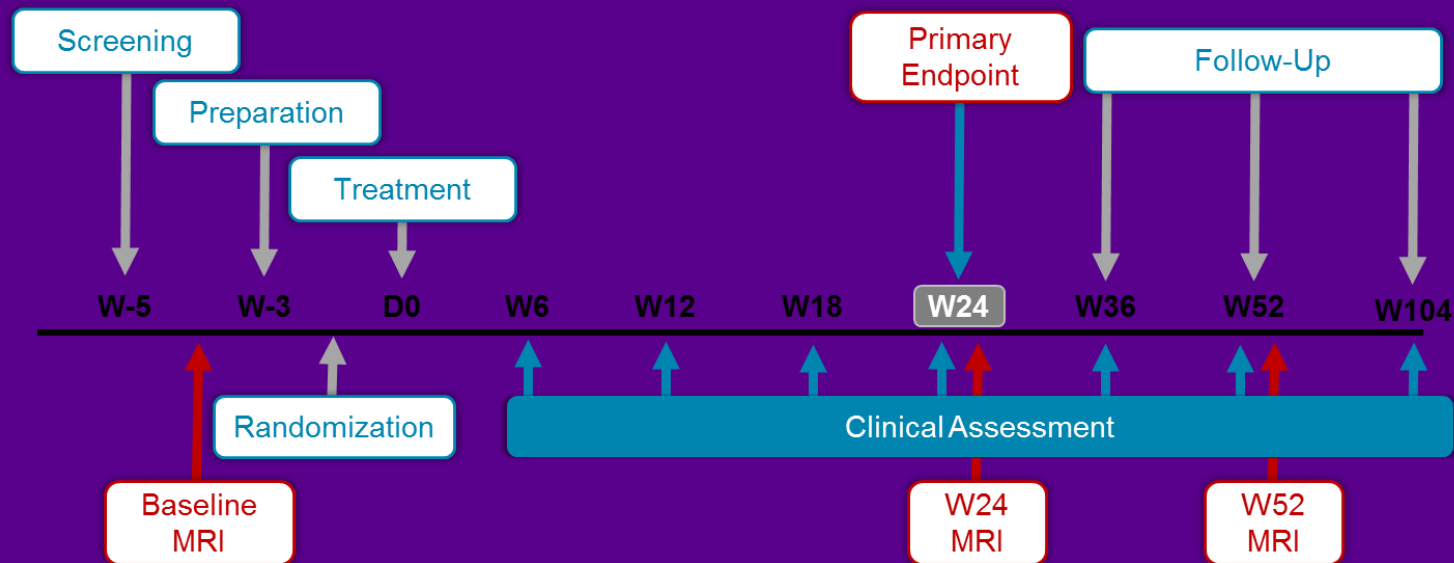 Screening
Preparation
Treatment
Primary
Endpoint
Follow-Up
W-5 W-3 D0 W6 W12 W18 W24 W36 W52 W104
Randomization
Clinical Assessment
Baseline
MRI
W24
MRI
W52
MRI